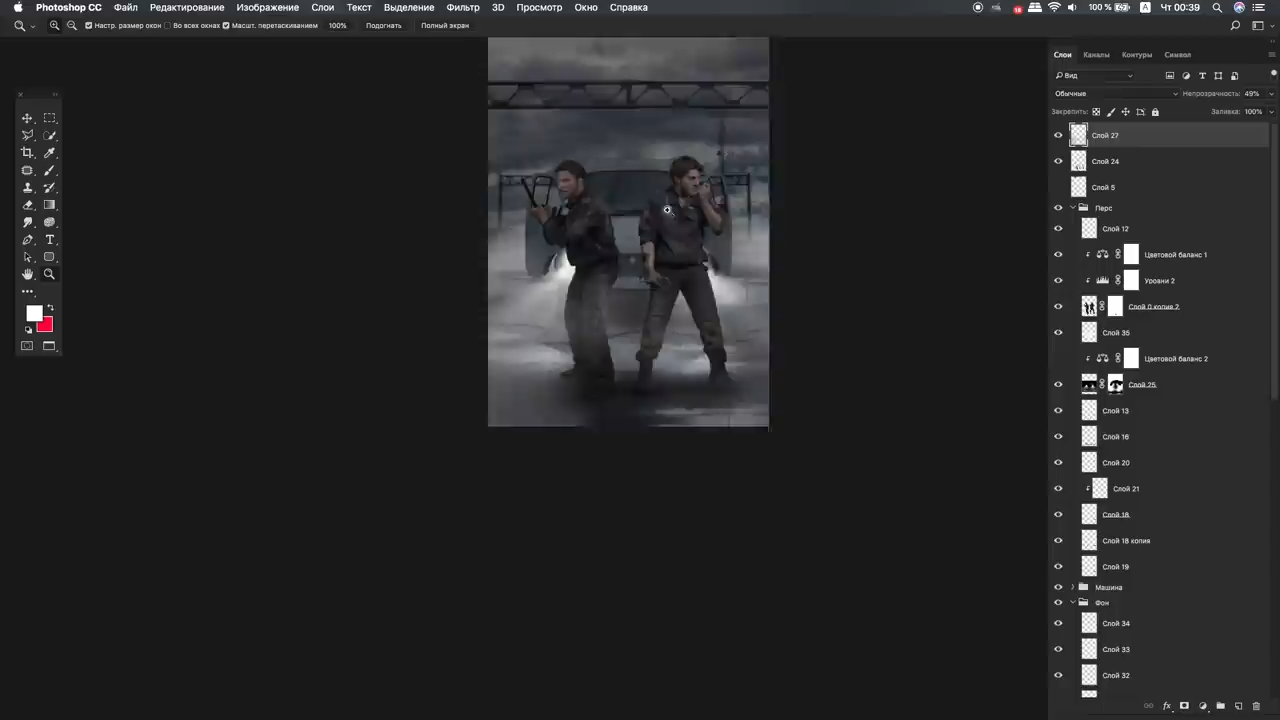 Photoshop CC Файл Редактирование Изображение Слои Текст Выделение Фильтр 3D Просмотр Окно Справка 18 100 % Чт 00:39
Настр. размер окон Во всех окнах Масшт. перетаскиванием 100% Подогнать Полный экран
Слои Каналы Контуры Символ
Вид
Обычные Непрозрачность: 49%
Закрепить: Заливка: 100%
Слой 27
Слой 24
Слой 5
Перс
Слой 12
Цветовой баланс 1
Уровни 2
Слой 0 копия 2
Слой 35
Цветовой баланс 2
Слой 25
Слой 13
Слой 16
Слой 20
Слой 21
Слой 18
Слой 18 копия
Слой 19
Машина
Фон
Слой 34
Слой 33
Слой 32